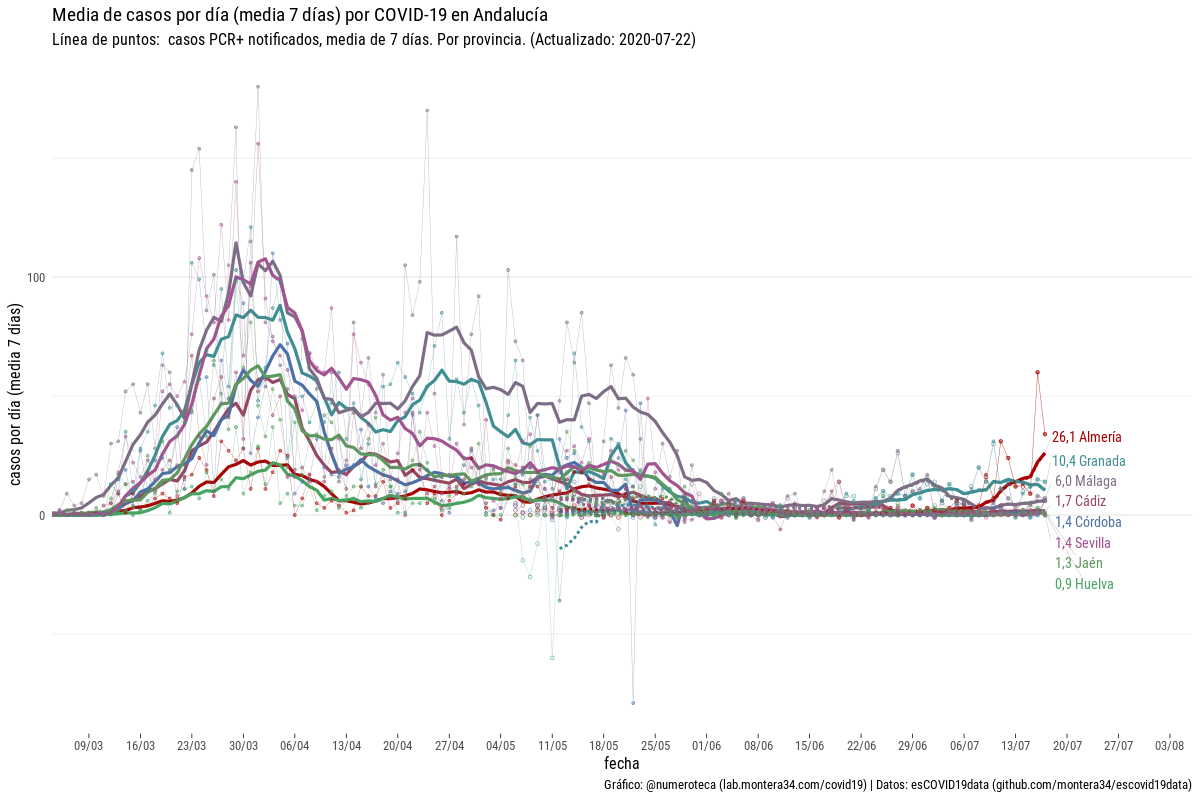 Media de casos por día (media 7 días) por COVID-19 en Andalucía
Línea de puntos:  casos PCR+ notificados, media de 7 días. Por provincia. (Actualizado: 2020-07-22)
casos por día (media 7 días)
100
0
26,1 Almería
10,4 Granada
6,0 Málaga
1,7 Cádiz
1,4 Córdoba
1,4 Sevilla
1,3 Jaén
0,9 Huelva
09/03 16/03 23/03 30/03 06/04 13/04 20/04 27/04 04/05 11/05 18/05 25/05 01/06 08/06 15/06 22/06 29/06 06/07 13/07 20/07 27/07 03/08
fecha
Gráfico: @numeroteca (lab.montera34.com/covid19) | Datos: esCOVID19data (github.com/montera34/escovid19data)